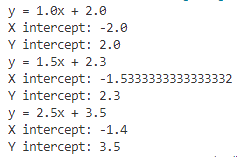 y = 1.0x + 2.0
X intercept: -2.0
Y intercept: 2.0
y = 1.5x + 2.3
X intercept: -1.5333333333333332
Y intercept: 2.3
y = 2.5x + 3.5
X intercept: -1.4
Y intercept: 3.5